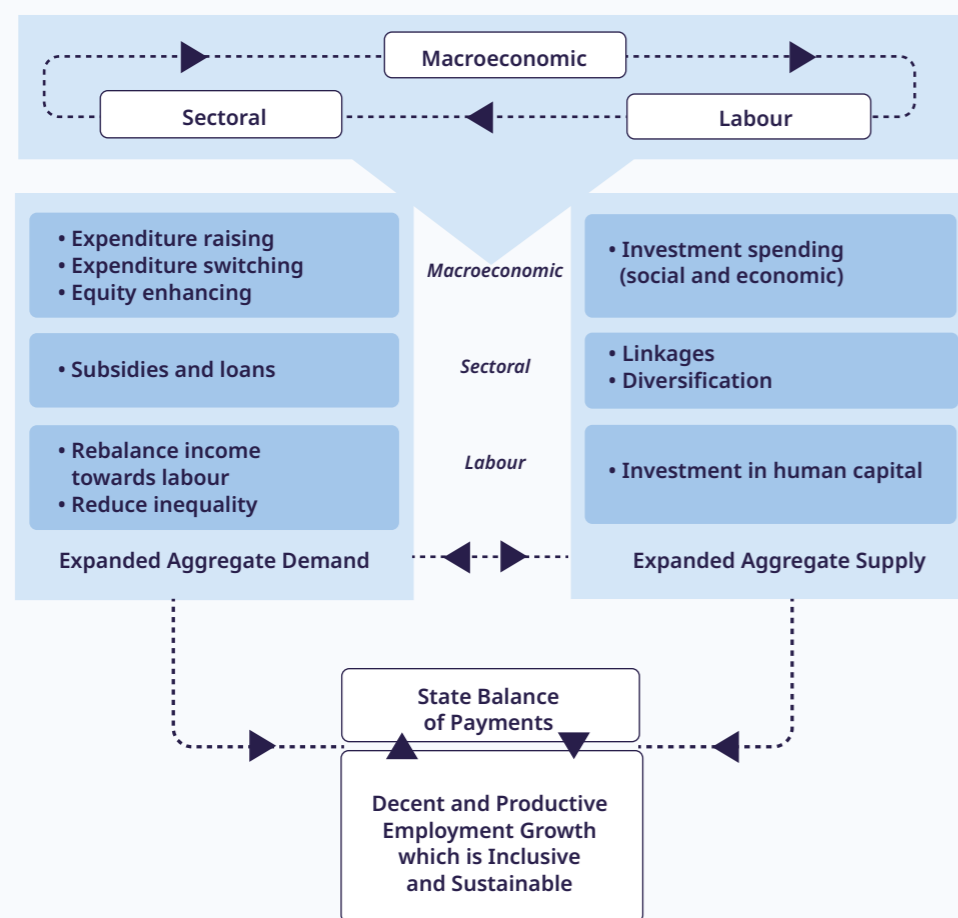 Macroeconomic
Sectoral
Labour
• Expenditure raising
• Expenditure switching
• Equity enhancing
Macroeconomic
• Investment spending
(social and economic)
• Subsidies and loans
Sectoral
• Linkages
• Diversification
• Rebalance income
towards labour
• Reduce inequality
Labour
• Investment in human capital
Expanded Aggregate Demand
Expanded Aggregate Supply
State Balance
of Payments
Decent and Productive
Employment Growth
which is Inclusive
and Sustainable